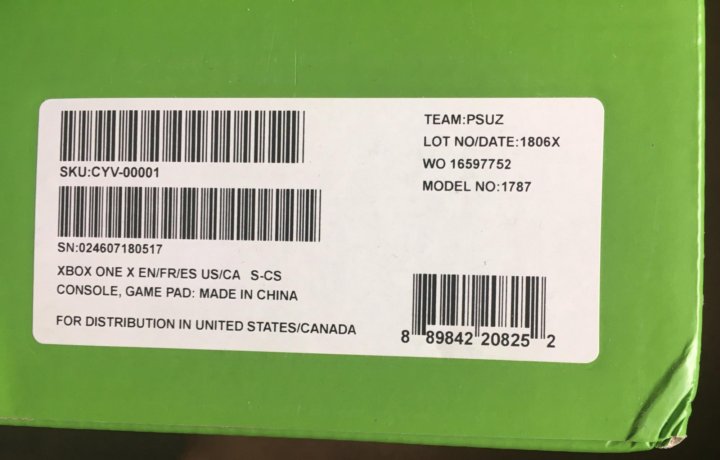 SKU:CYV-00001
SN:024607180517
XBOX ONE X EN/FR/ES US/CA S-CS
CONSOLE, GAME PAD: MADE IN CHINA
FOR DISTRIBUTION IN UNITED STATES/CANADA
TEAM:PSUZ
LOT NO/DATE:1806X
WO 16597752
MODEL NO:1787
8 89842 20825 2